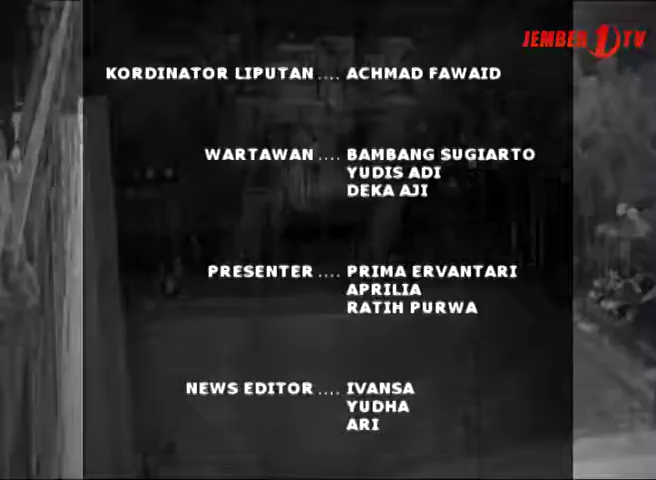 JEMBER 1 TV
KORDINATOR LIPUTAN .... ACHMAD FAWAID
WARTAWAN .... BAMBANG SUGIARTO
YUDIS ADI
DEKA AJI
PRESENTER .... PRIMA ERVANTARI
APRILIA
RATIH PURWA
NEWS EDITOR .... IVANSA
YUDHA
ARI